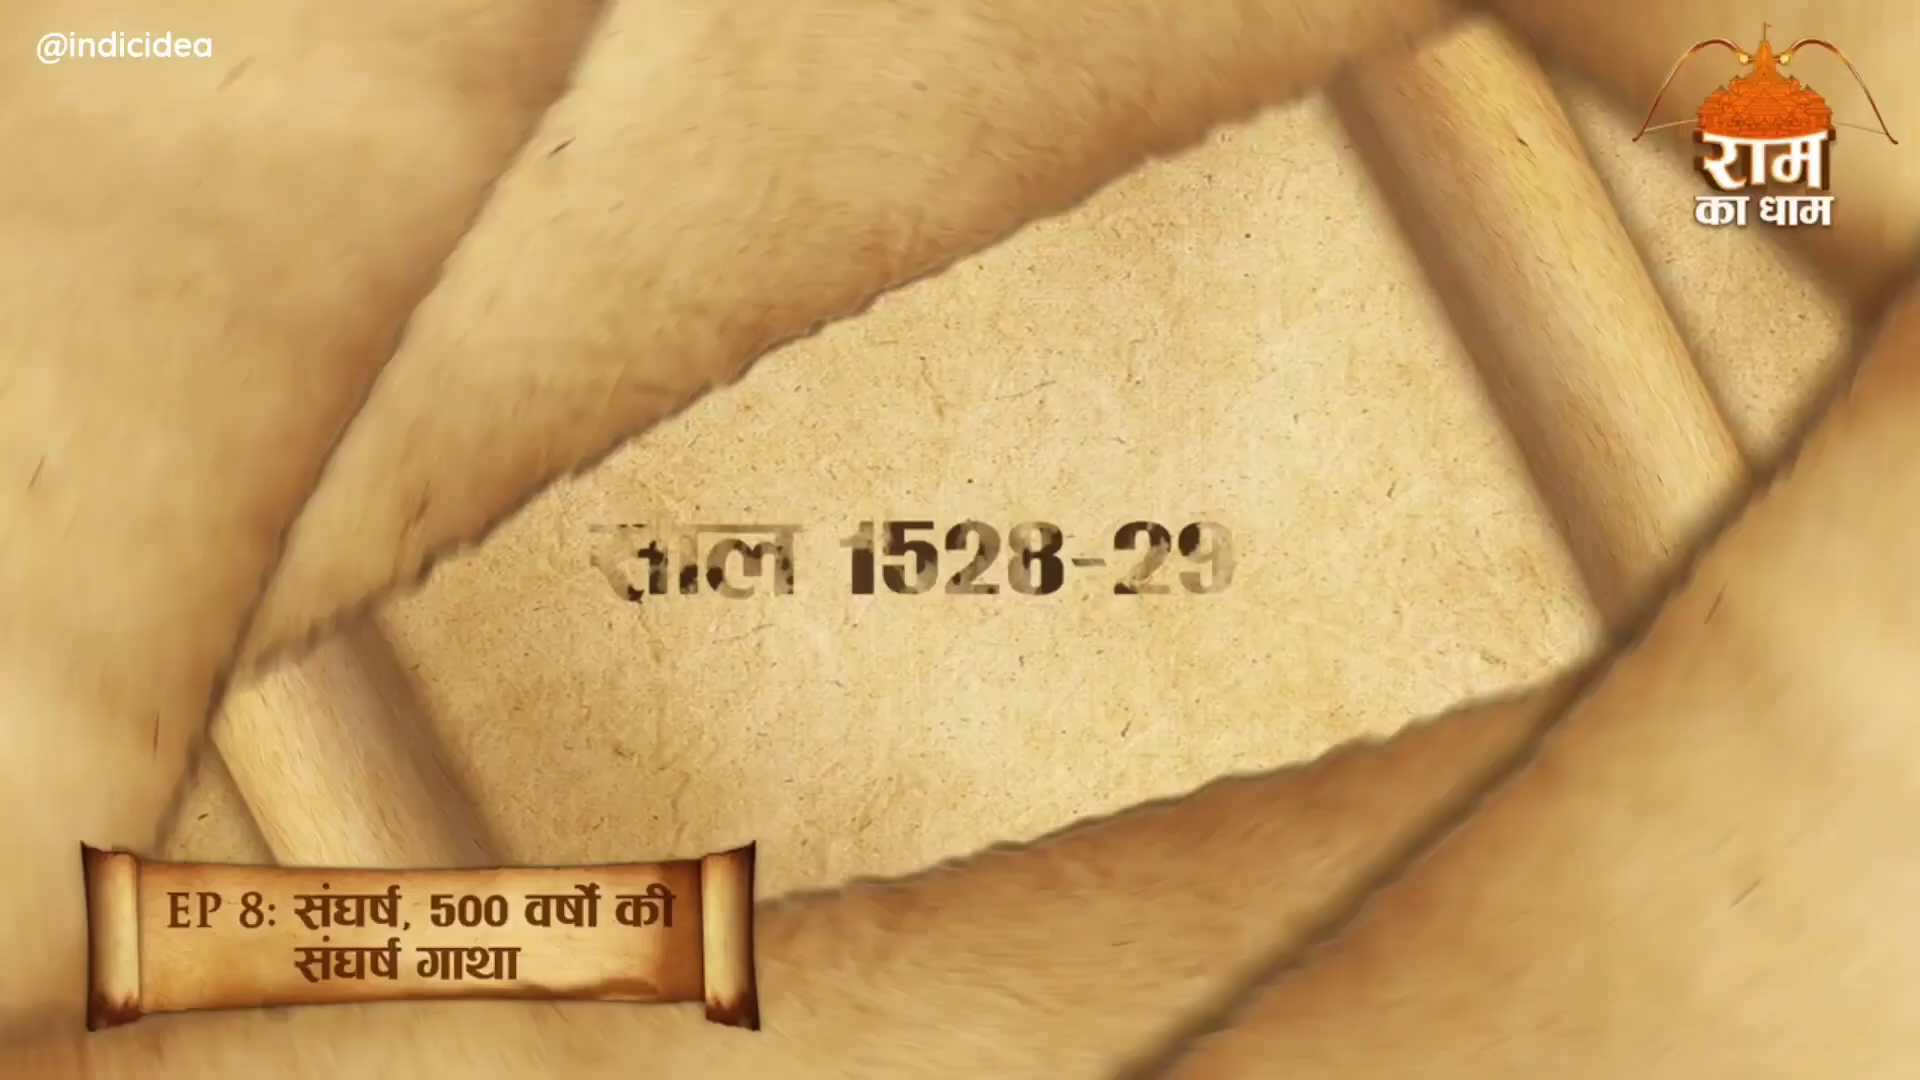 @indicidea
राम
का धाम
साल 1528-29
EP 8: संघर्ष, 500 वर्षों की
संघर्ष गाथा